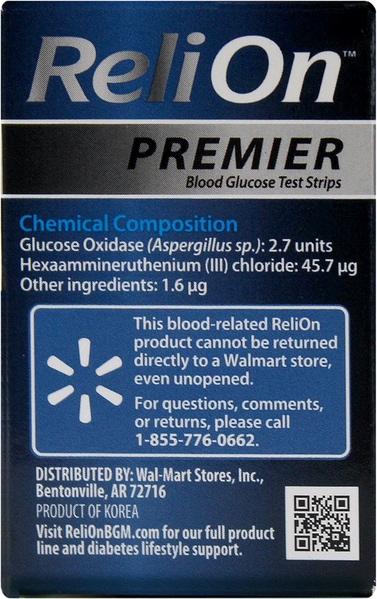 ReliOn™
PREMIER
Blood Glucose Test Strips
Chemical Composition
Glucose Oxidase (Aspergillus sp.): 2.7 units
Hexaammineruthenium (III) chloride: 45.7 μg
Other ingredients: 1.6 μg
This blood-related ReliOn
product cannot be returned
directly to a Walmart store,
even unopened.
For questions, comments,
or returns, please call
1-855-776-0662.
DISTRIBUTED BY: Wal-Mart Stores, Inc.,
Bentonville, AR 72716
PRODUCT OF KOREA
Visit ReliOnBGM.com for our full product
line and diabetes lifestyle support.